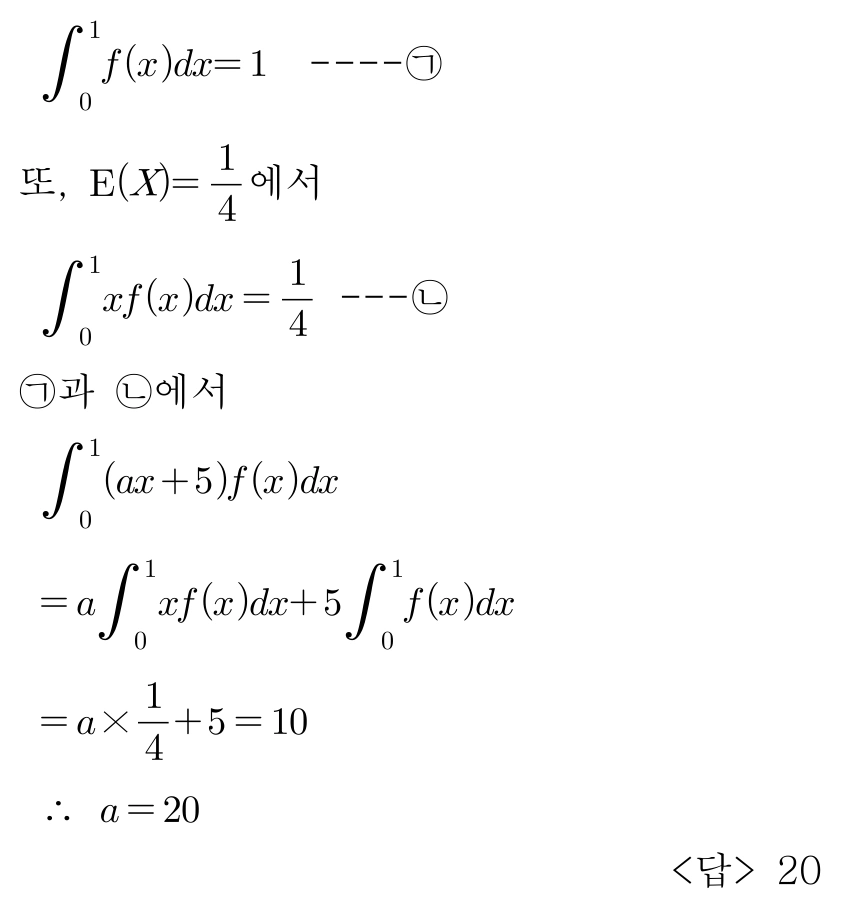 ∫₀¹ f(x)dx= 1 ----㉠
또, E(X)= 1/4 에서
∫₀¹ xf(x)dx = 1/4 ---㉡
㉠과 ㉡에서
∫₀¹ (ax+5)f(x)dx
= a∫₀¹ xf(x)dx+5∫₀¹ f(x)dx
= a× 1/4 +5=10
∴ a=20
<답> 20